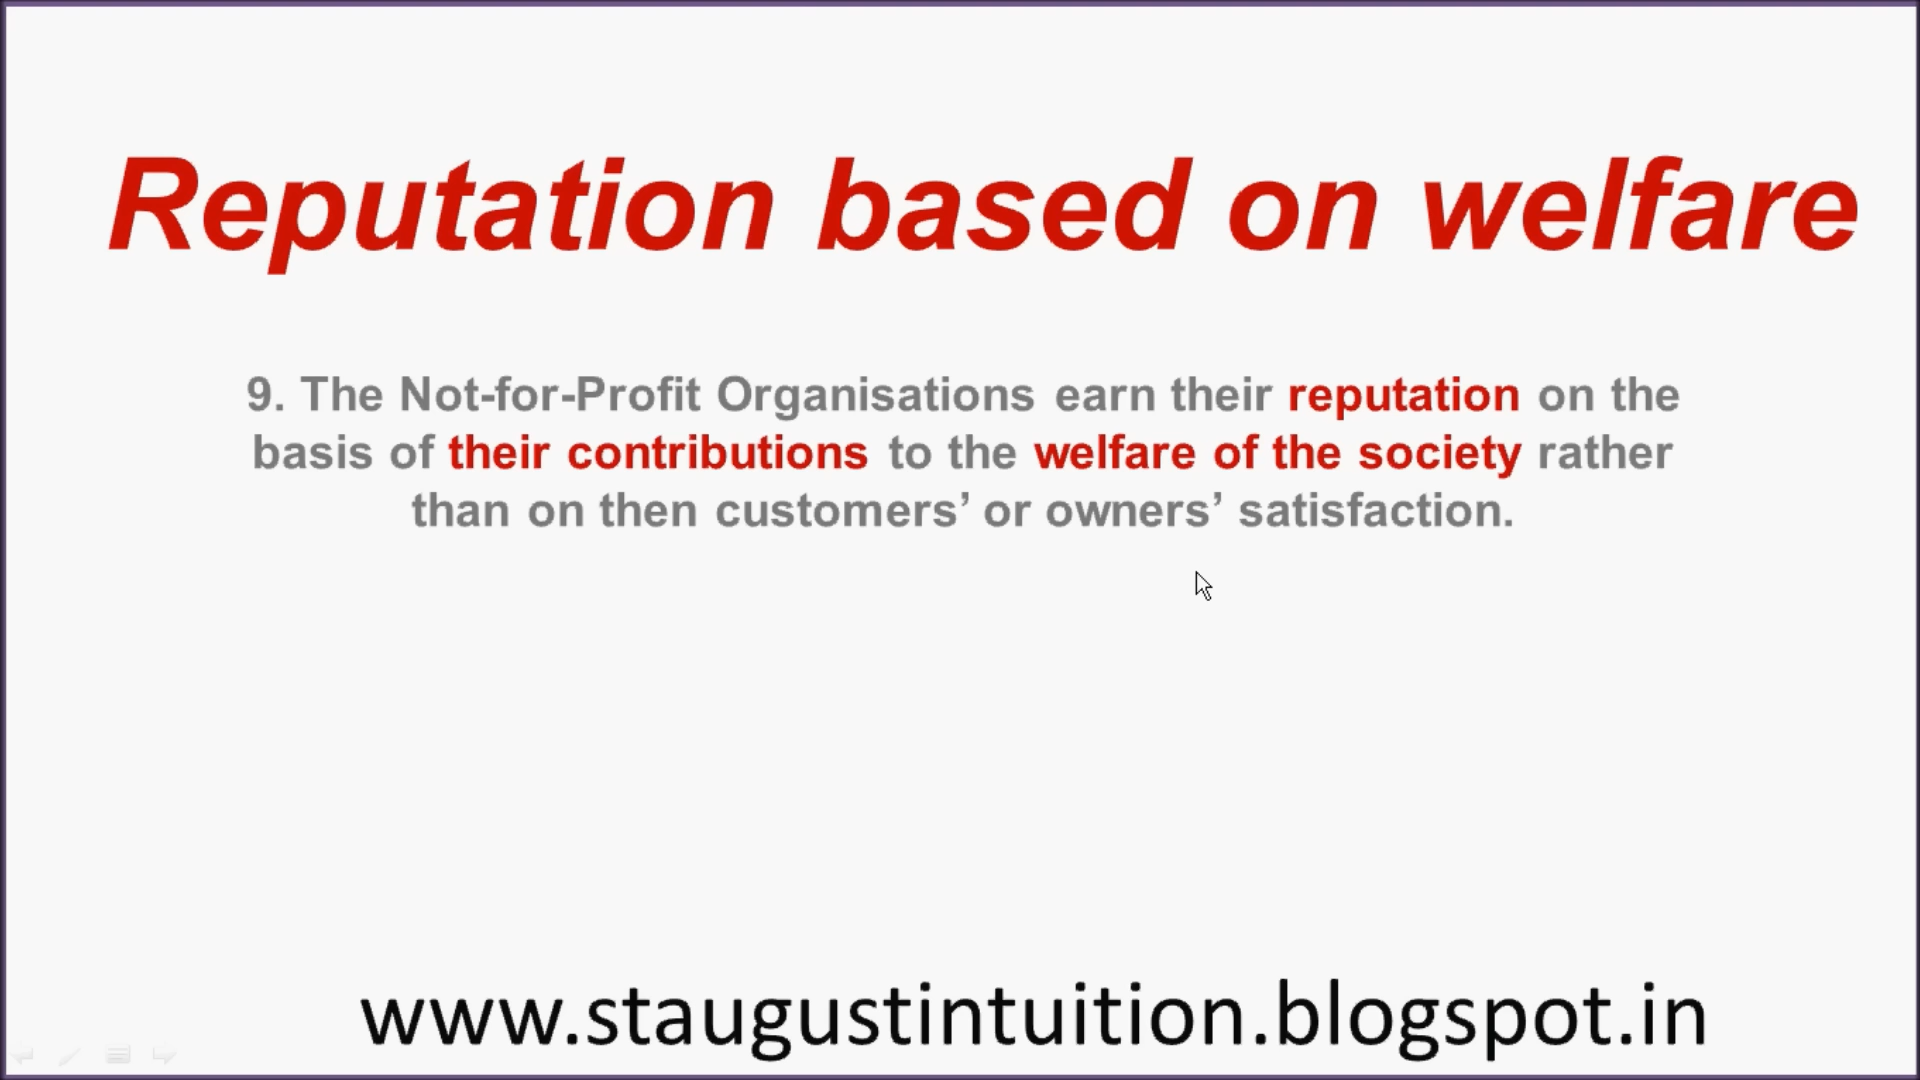 Reputation based on welfare
9. The Not-for-Profit Organisations earn their reputation on the
basis of their contributions to the welfare of the society rather
than on then customers’ or owners’ satisfaction.
www.staugustintuition.blogspot.in